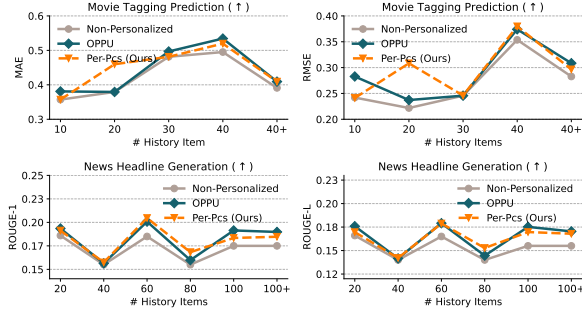 Movie Tagging Prediction (↑)
0.6
0.5
0.4
0.3
MAE
Non-Personalized
OPPU
Per-Pcs (Ours)
10 20 30 40 40+
# History Item
Movie Tagging Prediction (↑)
0.40
0.35
0.30
0.25
0.20
RMSE
Non-Personalized
OPPU
Per-Pcs (Ours)
10 20 30 40 40+
# History Item
News Headline Generation (↑)
0.25
0.23
0.20
0.17
0.15
ROUGE-1
Non-Personalized
OPPU
Per-Pcs (Ours)
20 40 60 80 100 100+
# History Items
News Headline Generation (↑)
0.23
0.20
0.18
0.15
0.12
ROUGE-L
Non-Personalized
OPPU
Per-Pcs (Ours)
20 40 60 80 100 100+
# History Items